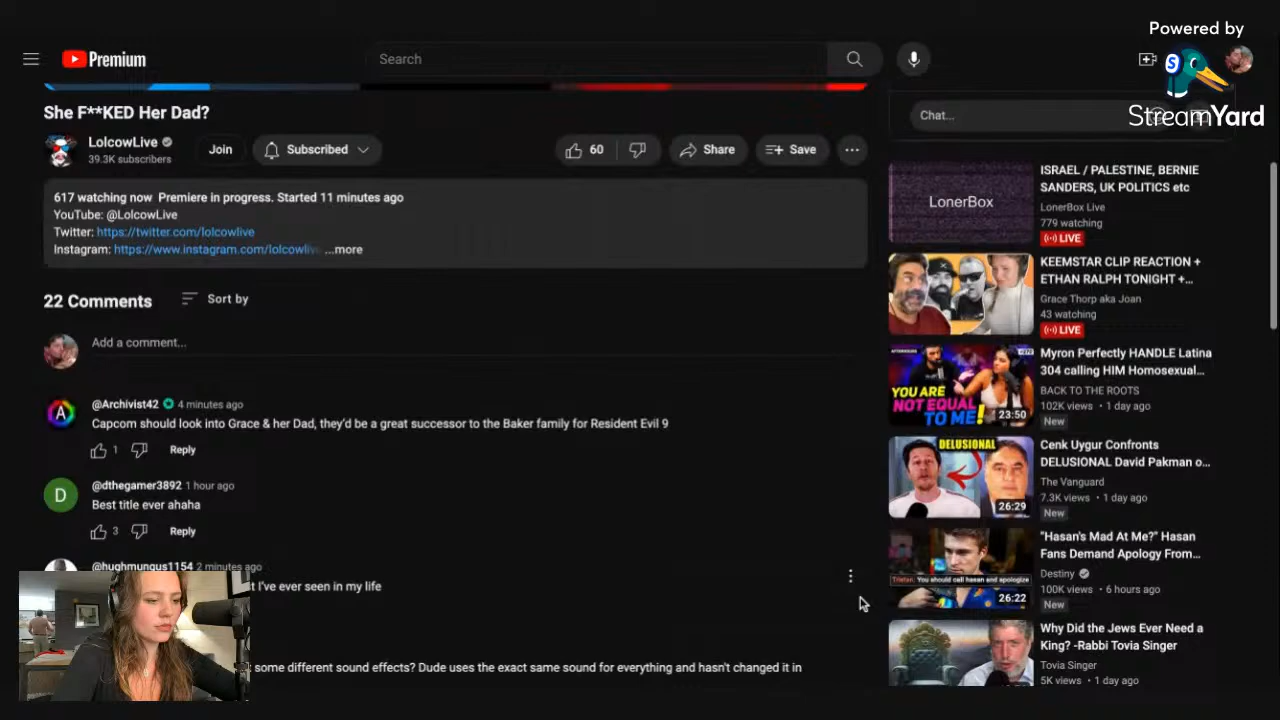 Powered by
StreamYard
Premium
Search
She F**KED Her Dad?
LolcowLive
39.3K subscribers
Join
Subscribed
60
Share
Save
617 watching now Premiere in progress. Started 11 minutes ago
YouTube: @LolcowLive
Twitter: https://twitter.com/lolcowlive
Instagram: https://www.instagram.com/lolcowlive ...more
22 Comments
Sort by
Add a comment...
A
@Archivist42 4 minutes ago
Capcom should look into Grace & her Dad, they'd be a great successor to the Baker family for Resident Evil 9
1
Reply
D
@dthegamer3892 1 hour ago
Best title ever ahaha
3
Reply
@hughmungus1154 2 minutes ago
t I've ever seen in my life
some different sound effects? Dude uses the exact same sound for everything and hasn't changed it in
Chat...
LonerBox
ISRAEL / PALESTINE, BERNIE
SANDERS, UK POLITICS etc
LonerBox Live
779 watching
LIVE
KEEMSTAR CLIP REACTION +
ETHAN RALPH TONIGHT +...
Grace Thorp aka Joan
43 watching
LIVE
YOU ARE
NOT EQUAL
TO ME!
23:50
Myron Perfectly HANDLE Latina
304 calling HIM Homosexual...
BACK TO THE ROOTS
102K views • 1 day ago
New
DELUSIONAL
26:29
Cenk Uygur Confronts
DELUSIONAL David Pakman o...
The Vanguard
7.3K views • 1 day ago
New
Tristan: You should call hasan and apologize
26:22
"Hasan's Mad At Me?" Hasan
Fans Demand Apology From...
Destiny
100K views • 6 hours ago
New
Why Did the Jews Ever Need a
King? -Rabbi Tovia Singer
Tovia Singer
5K views • 1 day ago